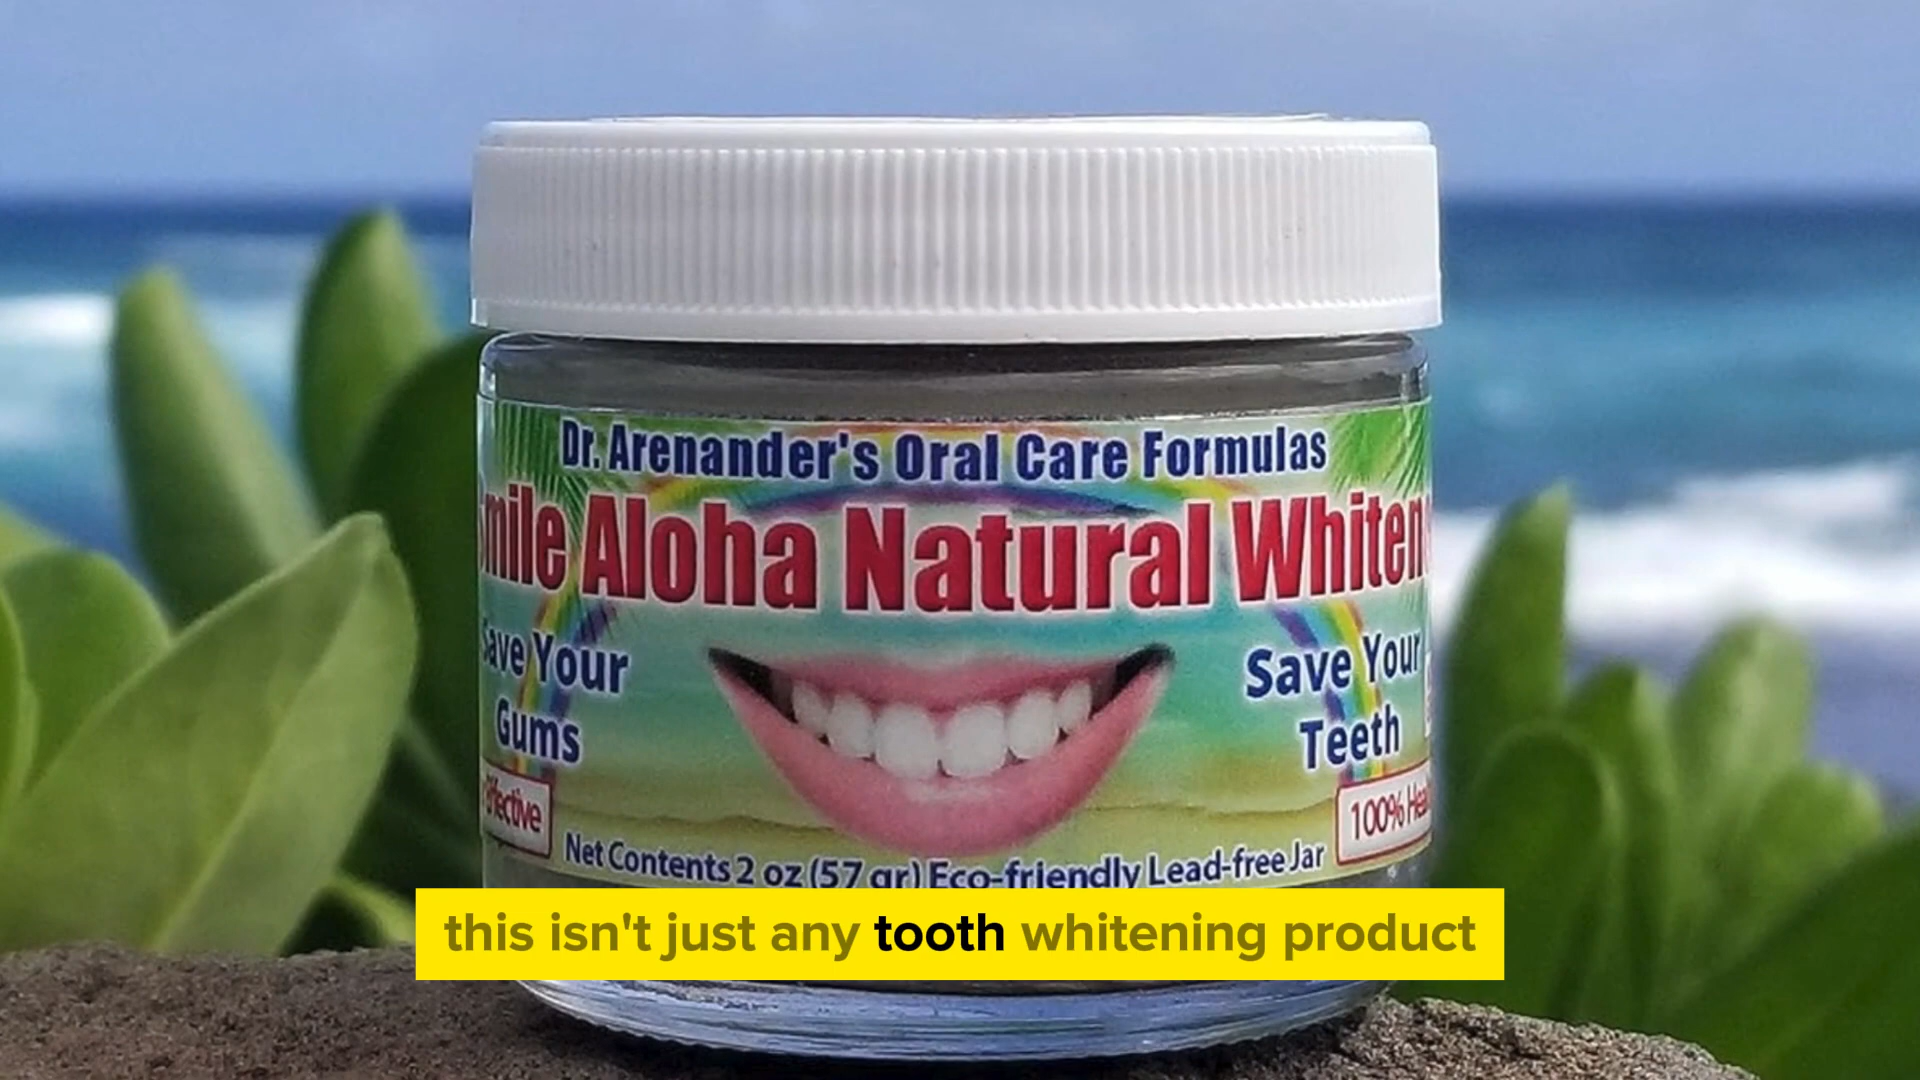 Dr. Arenander's Oral Care Formulas
mile Aloha Natural Whiten
Save Your
Gums
Save Your
Teeth
ffective
100% Hea
Net Contents 2 oz (57 gr) Eco-friendly Lead-free Jar
this isn't just any tooth whitening product